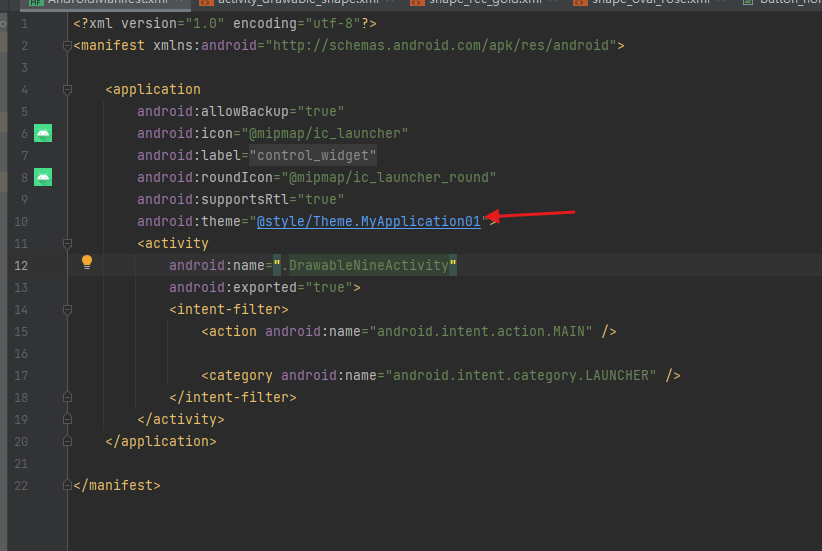 AndroidManifest.xml activity_drawable_shape.xml shape_rec_gold.xml shape_oval_rose.xml
1 <?xml version="1.0" encoding="utf-8"?>
2 <manifest xmlns:android="http://schemas.android.com/apk/res/android">
3
4 <application
5 android:allowBackup="true"
6 android:icon="@mipmap/ic_launcher"
7 android:label="control_widget"
8 android:roundIcon="@mipmap/ic_launcher_round"
9 android:supportsRtl="true"
10 android:theme="@style/Theme.MyApplication01">
11 <activity
12 android:name=".DrawableNineActivity"
13 android:exported="true">
14 <intent-filter>
15 <action android:name="android.intent.action.MAIN" />
16
17 <category android:name="android.intent.category.LAUNCHER" />
18 </intent-filter>
19 </activity>
20 </application>
21
22 </manifest>